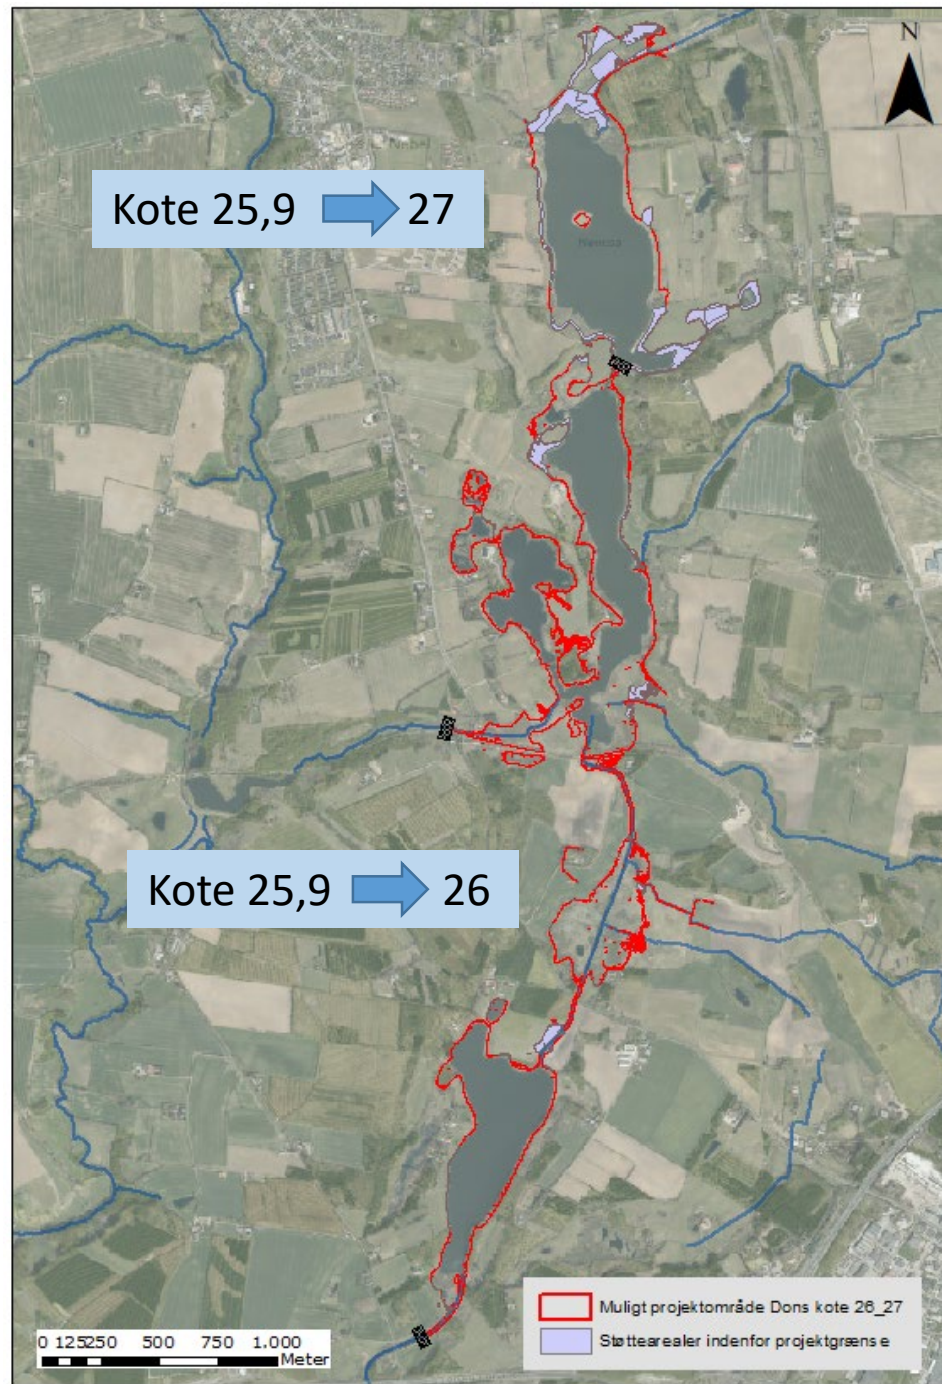 N
Kote 25,9 27
Kote 25,9 26
Muligt projektområde Dons kote 26_27
Støttearealer indenfor projektgrænse
0 125250 500 750 1.000
Meter